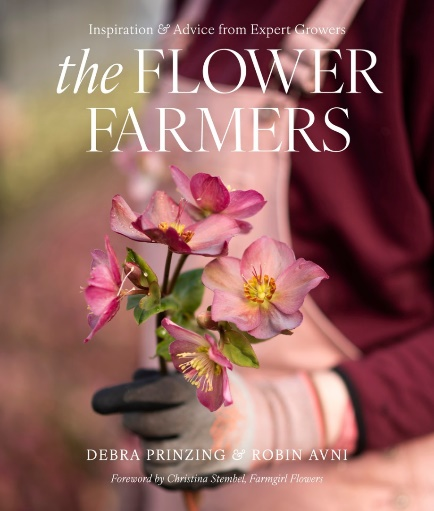 Inspiration & Advice from Expert Growers
the FLOWER
FARMERS
DEBRA PRINZING & ROBIN AVNI
Foreword by Christina Stembel, Farmgirl Flowers